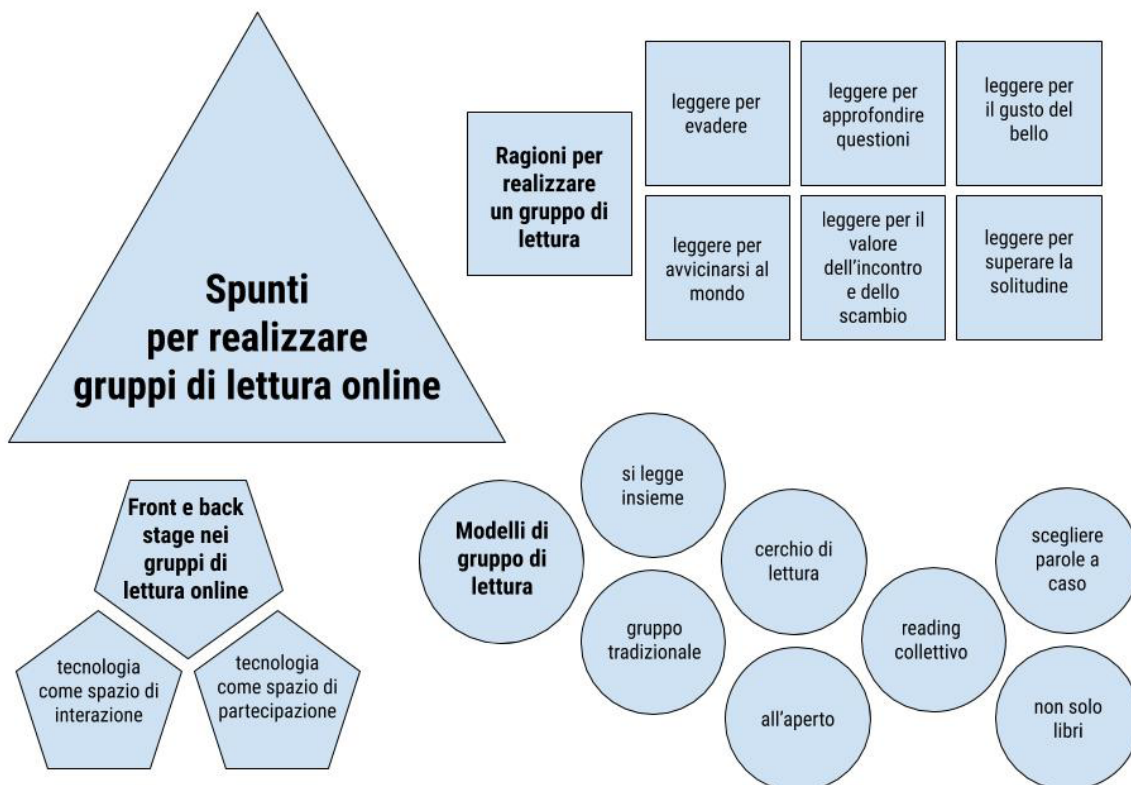 Spunti
per realizzare
gruppi di lettura online
Ragioni per
realizzare
un gruppo di
lettura
leggere per
evadere
leggere per
approfondire
questioni
leggere per
il gusto del
bello
leggere per
avvicinarsi al
mondo
leggere per il
valore
dell'incontro
e dello
scambio
leggere per
superare la
solitudine
Front e back
stage nei
gruppi di
lettura online
tecnologia
come spazio di
interazione
tecnologia
come spazio di
partecipazione
Modelli di
gruppo di
lettura
si legge
insieme
gruppo
tradizionale
cerchio di
lettura
all'aperto
reading
collettivo
scegliere
parole a
caso
non solo
libri